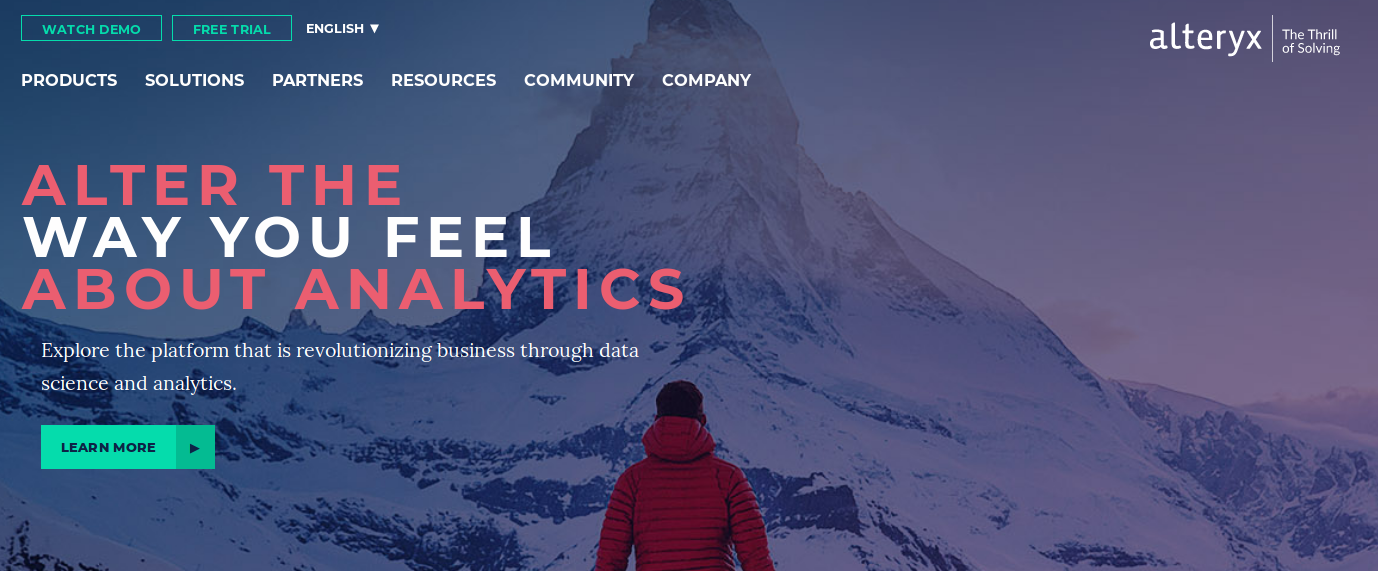 WATCH DEMO FREE TRIAL ENGLISH ▼
alteryx
The Thrill
of Solving
PRODUCTS SOLUTIONS PARTNERS RESOURCES COMMUNITY COMPANY
ALTER THE
WAY YOU FEEL
ABOUT ANALYTICS
Explore the platform that is revolutionizing business through data
science and analytics.
LEARN MORE ▶